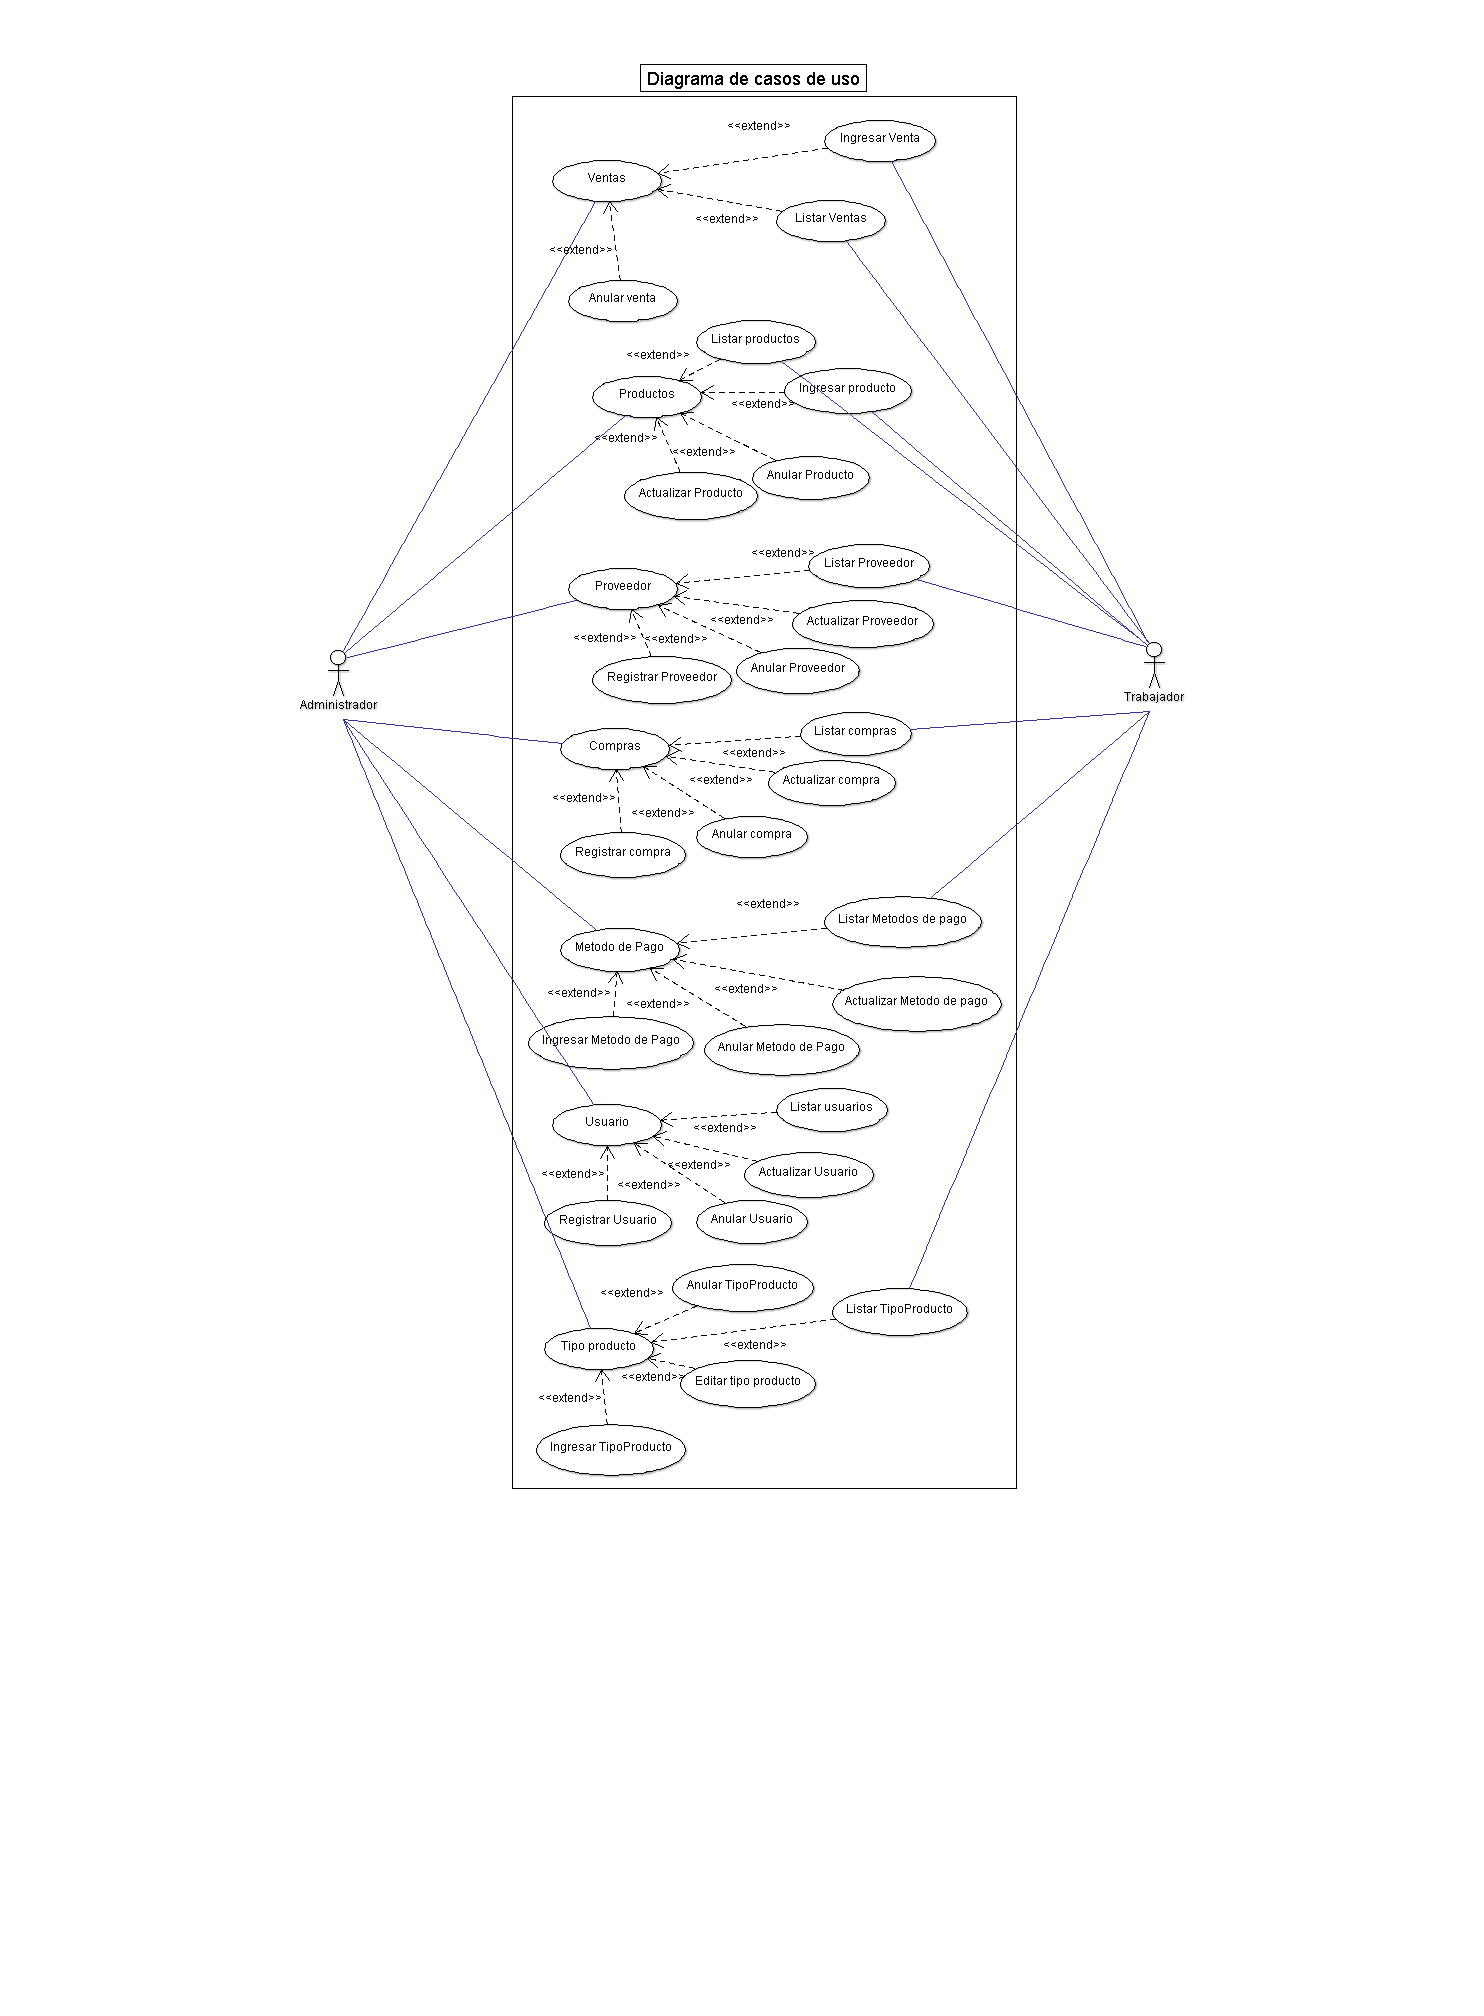 Diagrama de casos de uso
<<extend>>
Ingresar Venta
Ventas
<<extend>>
Listar Ventas
<<extend>>
Anular venta
Listar productos
<<extend>>
Productos
Ingresar producto
<<extend>>
<<extend>>
<<extend>>
Anular Producto
Actualizar Producto
<<extend>>
Listar Proveedor
Proveedor
<<extend>>
Actualizar Proveedor
<<extend>>
<<extend>>
Anular Proveedor
Registrar Proveedor
Administrador
Trabajador
Listar compras
Compras
<<extend>>
<<extend>>
Actualizar compra
<<extend>>
<<extend>>
Anular compra
Registrar compra
<<extend>>
Listar Metodos de pago
Metodo de Pago
<<extend>>
<<extend>>
<<extend>>
Actualizar Metodo de pago
Ingresar Metodo de Pago
Anular Metodo de Pago
Listar usuarios
Usuario
<<extend>>
<<extend>>
<<extend>>
Actualizar Usuario
<<extend>>
Registrar Usuario
Anular Usuario
Anular TipoProducto
<<extend>>
Listar TipoProducto
Tipo producto
<<extend>>
<<extend>>
Editar tipo producto
<<extend>>
Ingresar TipoProducto